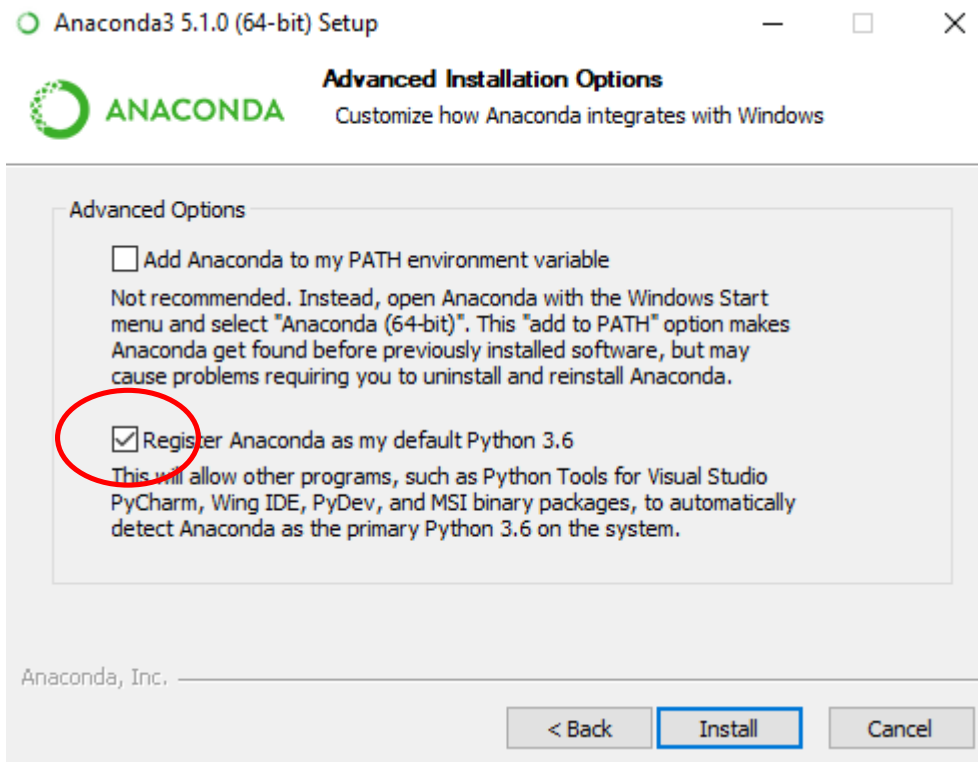 Anaconda3 5.1.0 (64-bit) Setup
ANACONDA
Advanced Installation Options
Customize how Anaconda integrates with Windows
Advanced Options
Add Anaconda to my PATH environment variable
Not recommended. Instead, open Anaconda with the Windows Start
menu and select "Anaconda (64-bit)". This "add to PATH" option makes
Anaconda get found before previously installed software, but may
cause problems requiring you to uninstall and reinstall Anaconda.
Register Anaconda as my default Python 3.6
This will allow other programs, such as Python Tools for Visual Studio
PyCharm, Wing IDE, PyDev, and MSI binary packages, to automatically
detect Anaconda as the primary Python 3.6 on the system.
Anaconda, Inc.
< Back Install Cancel